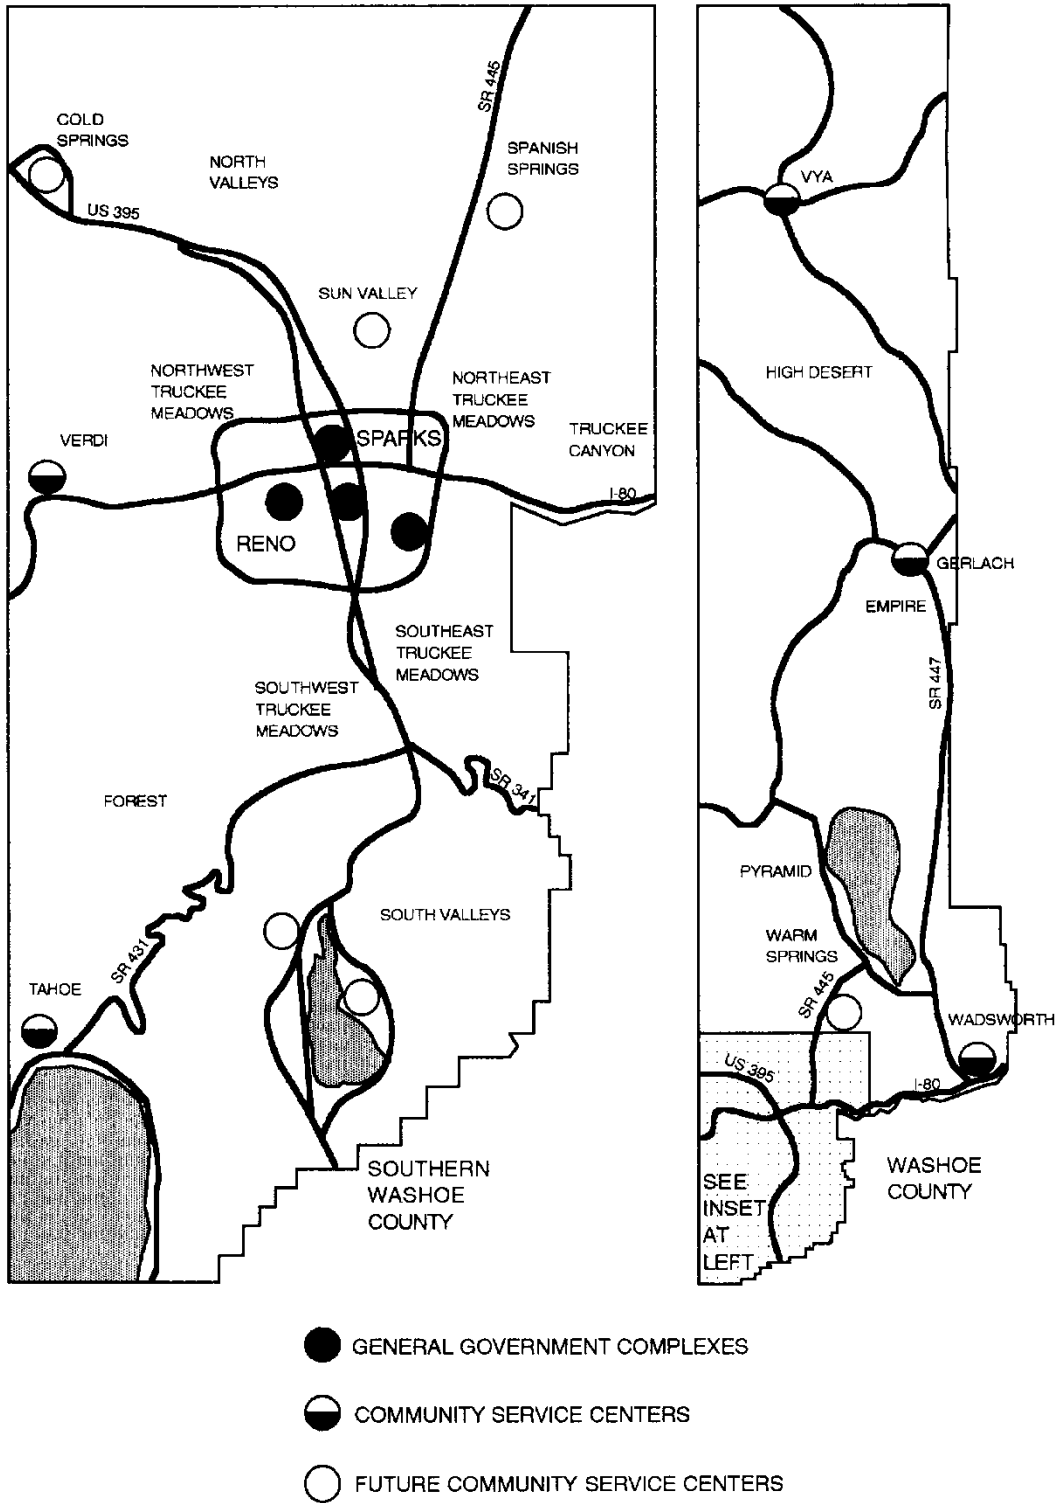 SR 445
COLD
SPRINGS
NORTH
VALLEYS
SPANISH
SPRINGS
US 395
SUN VALLEY
NORTHWEST
TRUCKEE
MEADOWS
NORTHEAST
TRUCKEE
MEADOWS
VERDI
SPARKS
TRUCKEE
CANYON
I-80
RENO
SOUTHEAST
TRUCKEE
MEADOWS
SOUTHWEST
TRUCKEE
MEADOWS
SR 341
FOREST
SOUTH VALLEYS
SR 431
TAHOE
SOUTHERN
WASHOE
COUNTY
VYA
HIGH DESERT
GERLACH
EMPIRE
SR 447
PYRAMID
WARM
SPRINGS
SR 445
WADSWORTH
US 395
I-80
WASHOE
COUNTY
SEE
INSET
AT
LEFT
GENERAL GOVERNMENT COMPLEXES
COMMUNITY SERVICE CENTERS
FUTURE COMMUNITY SERVICE CENTERS